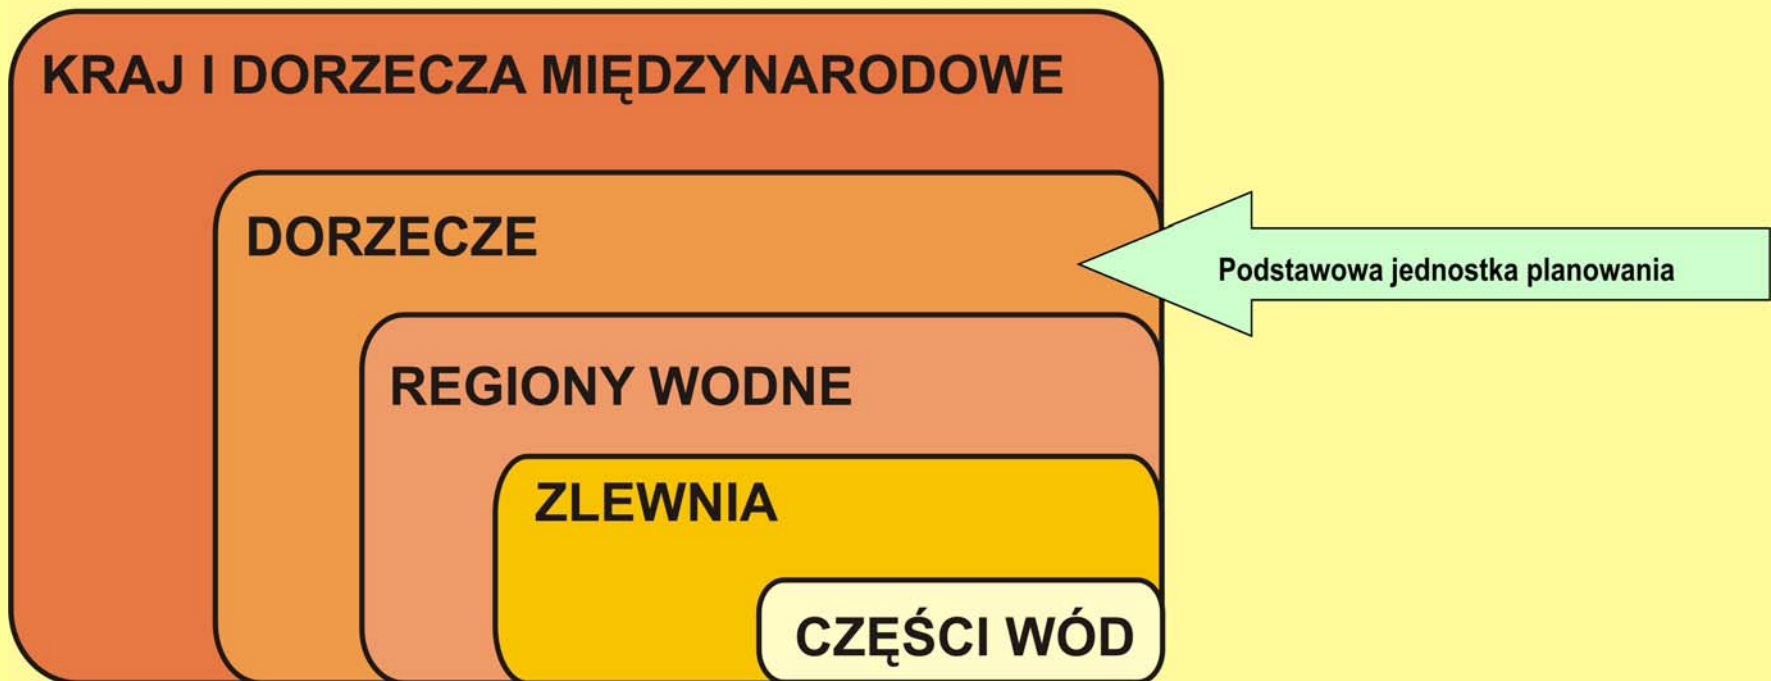 KRAJ I DORZECZA MIĘDZYNARODOWE
DORZECZE
Podstawowa jednostka planowania
REGIONY WODNE
ZLEWNIA
CZĘŚCI WÓD